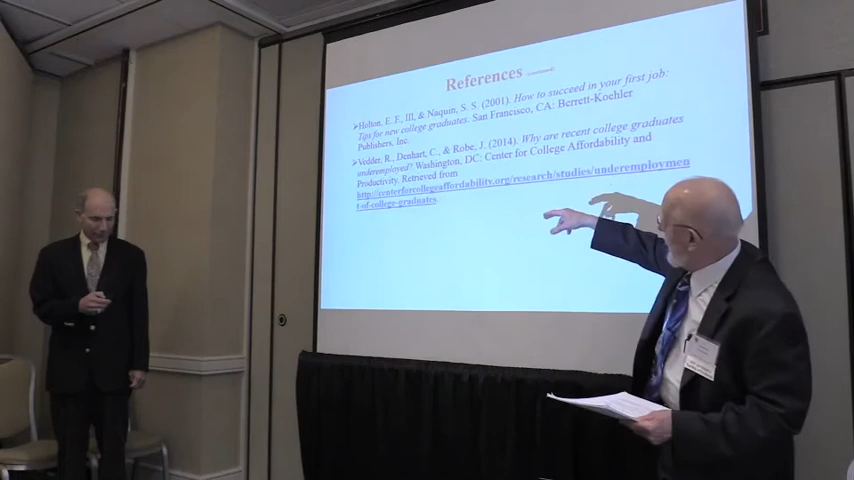 References (continued)
➢Holton, E. F., III, & Naquin, S. S. (2001). How to succeed in your first job:
Tips for new college graduates. San Francisco, CA: Berrett-Koehler
Publishers, Inc.
➢Vedder, R., Denhart, C., & Robe, J. (2014). Why are recent college graduates
underemployed? Washington, DC: Center for College Affordability and
Productivity. Retrieved from
http://centerforcollegeaffordability.org/research/studies/underemploymen
t-of-college-graduates.